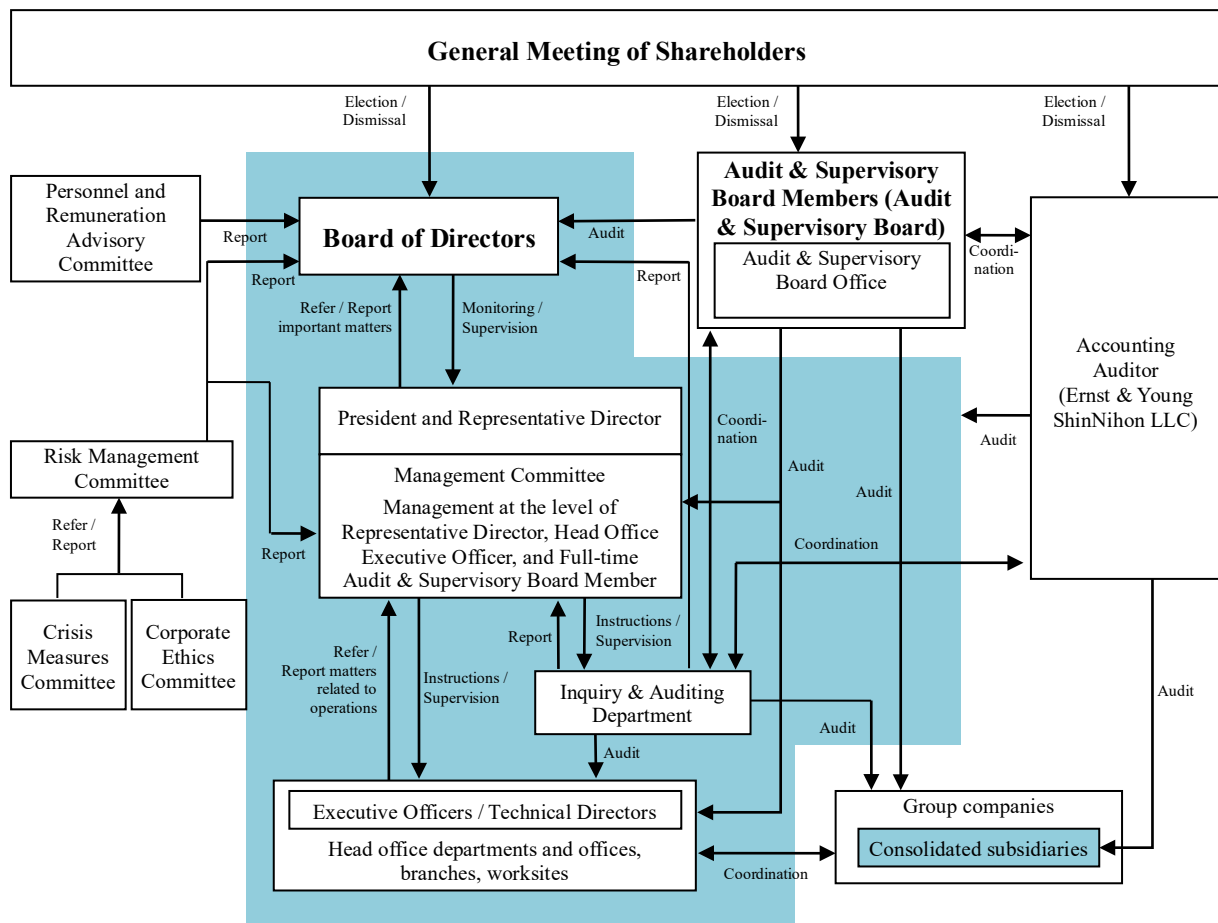 General Meeting of Shareholders
Election /
Dismissal
Election /
Dismissal
Election /
Dismissal
Personnel and
Remuneration
Advisory
Committee
Report
Report
Board of Directors
Audit
Report
Audit & Supervisory
Board Members (Audit
& Supervisory Board)
Audit & Supervisory
Board Office
Coordi-
nation
Accounting
Auditor
(Ernst & Young
ShinNihon LLC)
Refer / Report
important matters
Monitoring /
Supervision
President and Representative Director
Management Committee
Management at the level of
Representative Director, Head Office
Executive Officer, and Full-time
Audit & Supervisory Board Member
Coordi-
nation
Audit
Audit
Audit
Coordination
Risk Management
Committee
Refer /
Report
Report
Crisis
Measures
Committee
Corporate
Ethics
Committee
Refer /
Report matters
related to
operations
Instructions /
Supervision
Report
Instructions /
Supervision
Inquiry & Auditing
Department
Audit
Audit
Audit
Executive Officers / Technical Directors
Head office departments and offices,
branches, worksites
Coordination
Group companies
Consolidated subsidiaries